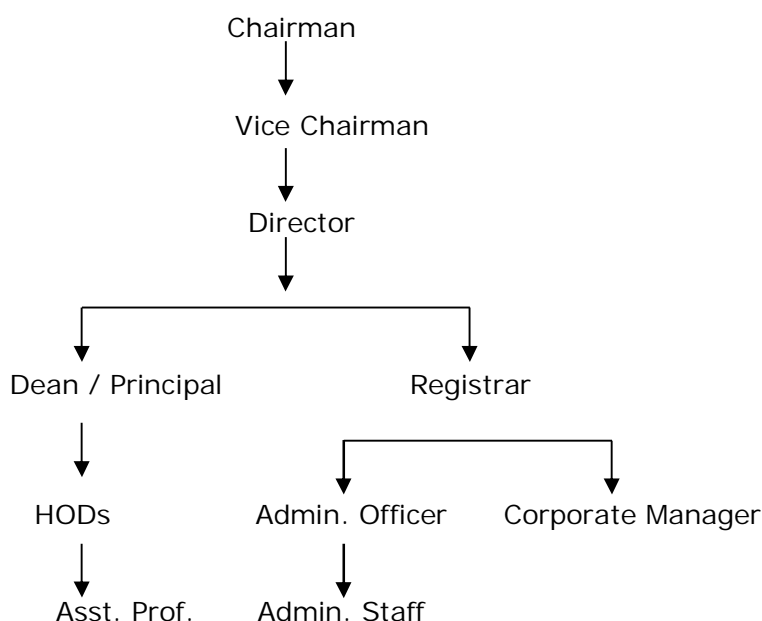 Chairman
Vice Chairman
Director
Dean / Principal
Registrar
HODs
Admin. Officer
Corporate Manager
Asst. Prof.
Admin. Staff